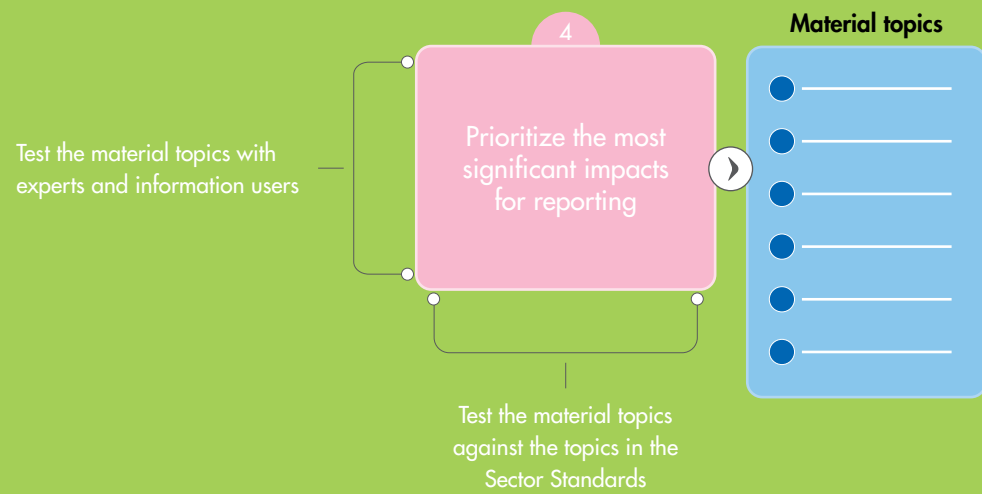 4
Material topics
Prioritize the most
significant impacts
for reporting
Test the material topics with
experts and information users
Test the material topics
against the topics in the
Sector Standards